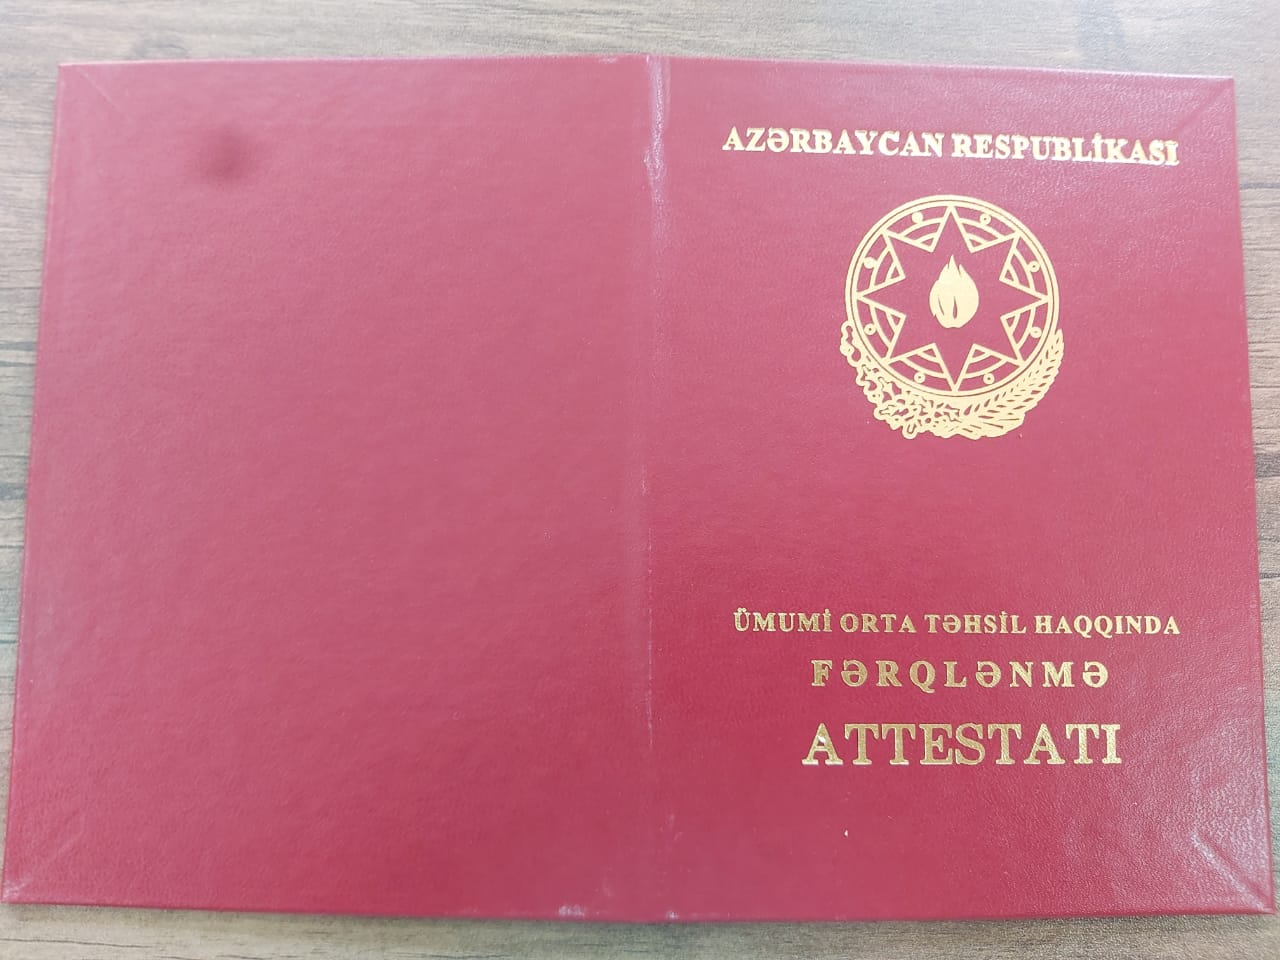 AZƏRBAYCAN RESPUBLİKASI
ÜMUMİ ORTA TƏHSİL HAQQINDA
FƏRQLƏNMƏ
ATTESTATI